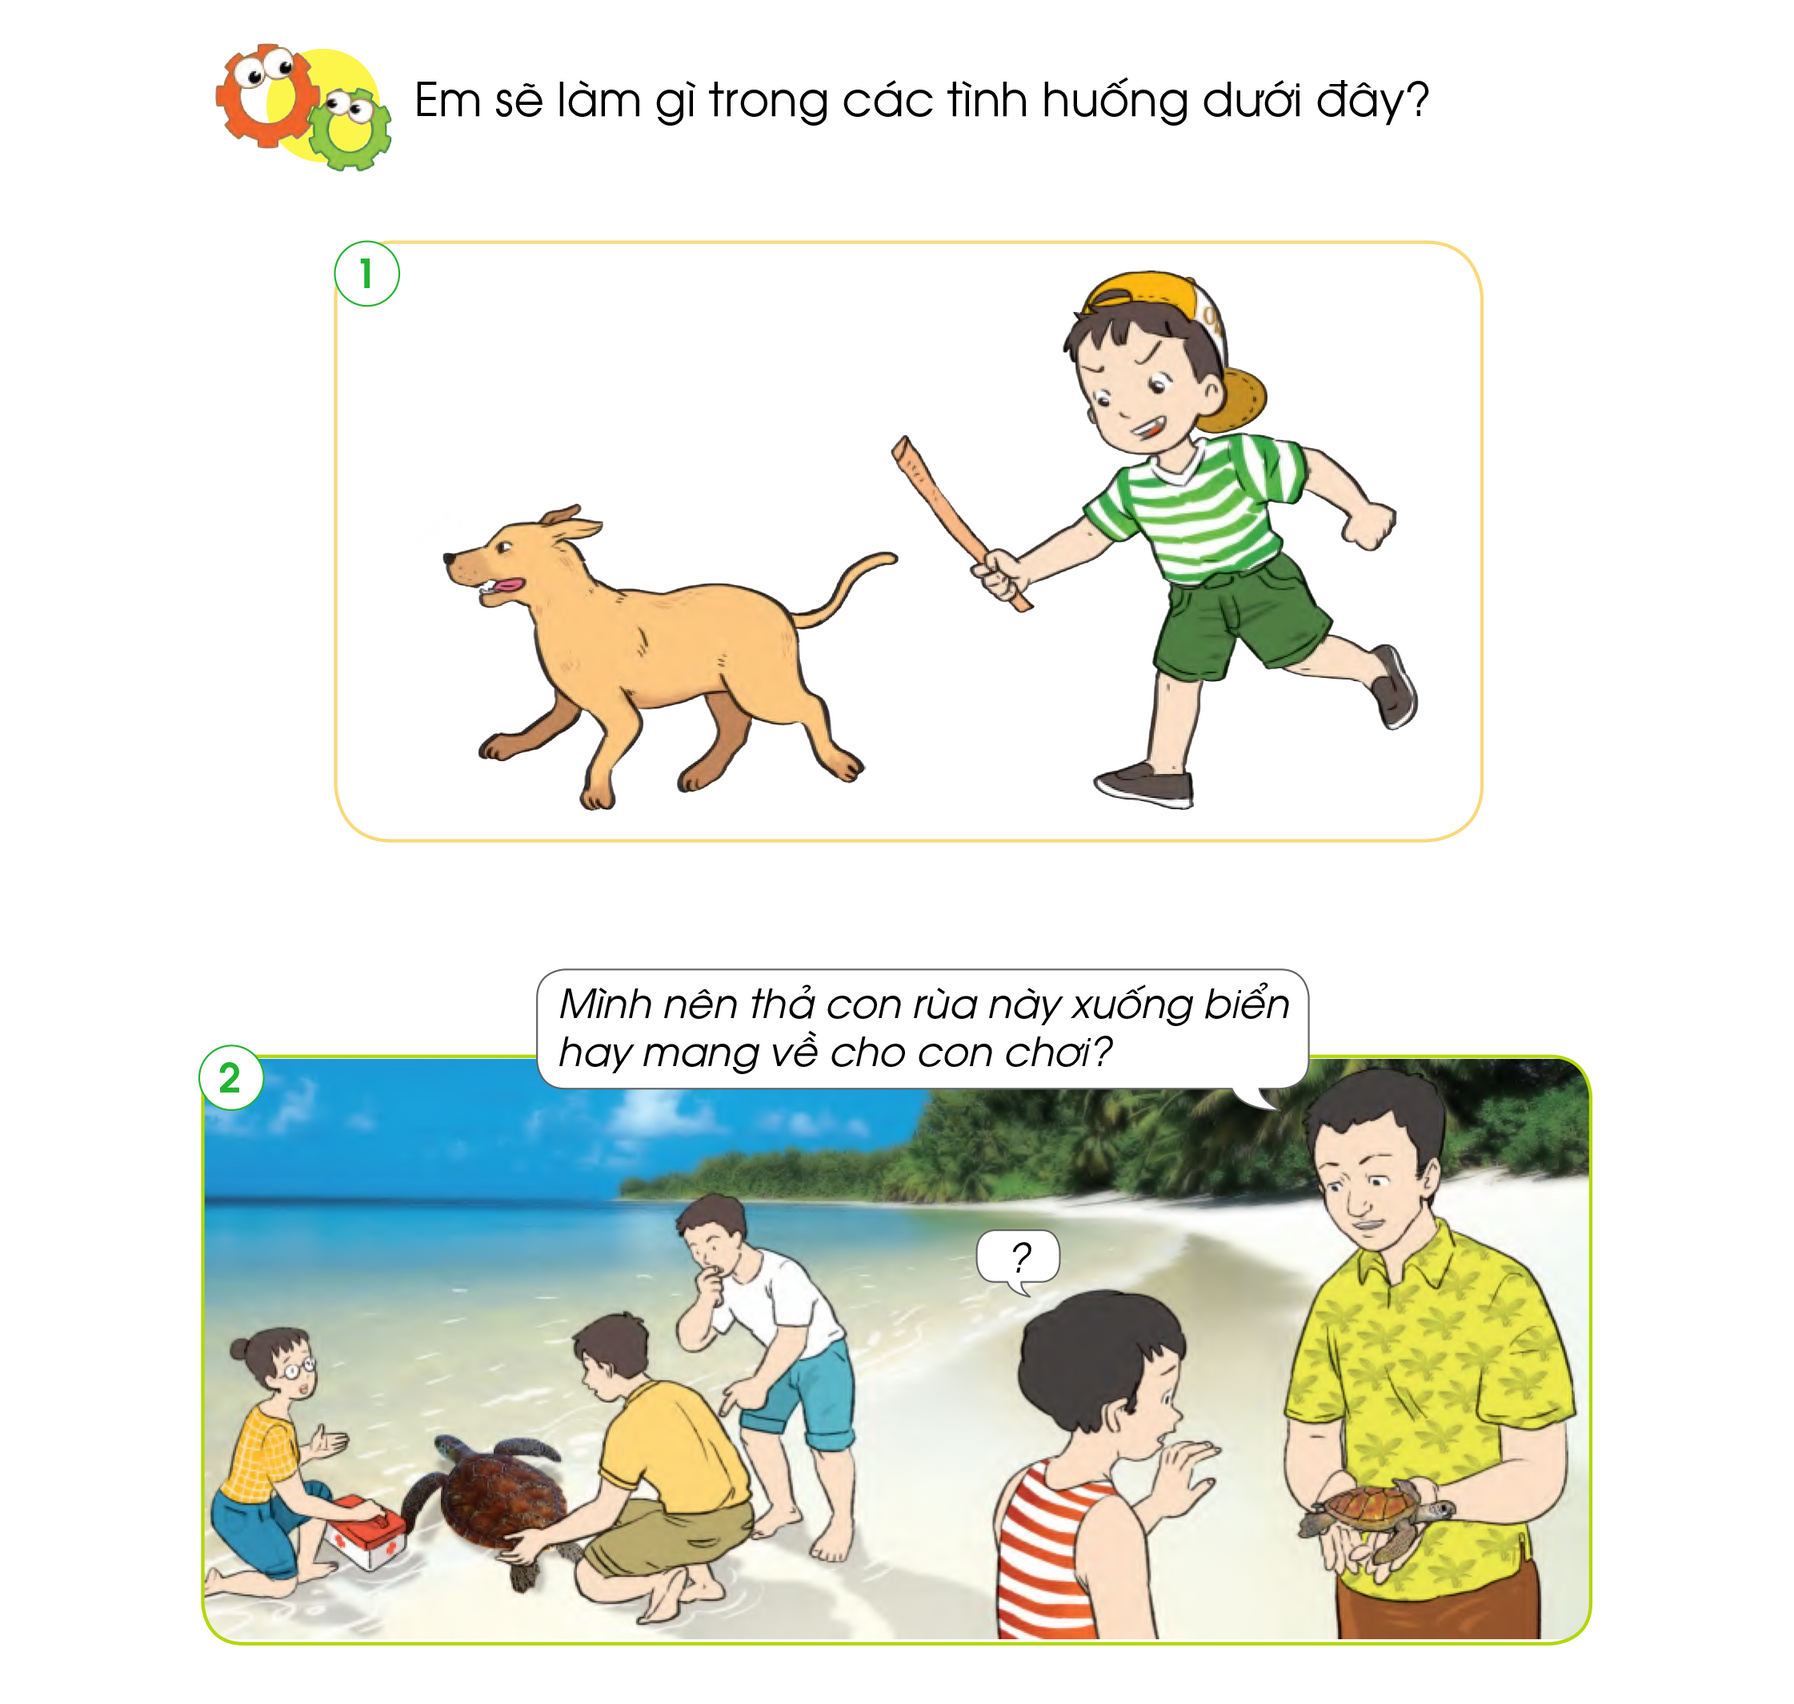 Em sẽ làm gì trong các tình huống dưới đây?
1
Mình nên thả con rùa này xuống biển
hay mang về cho con chơi?
2
?